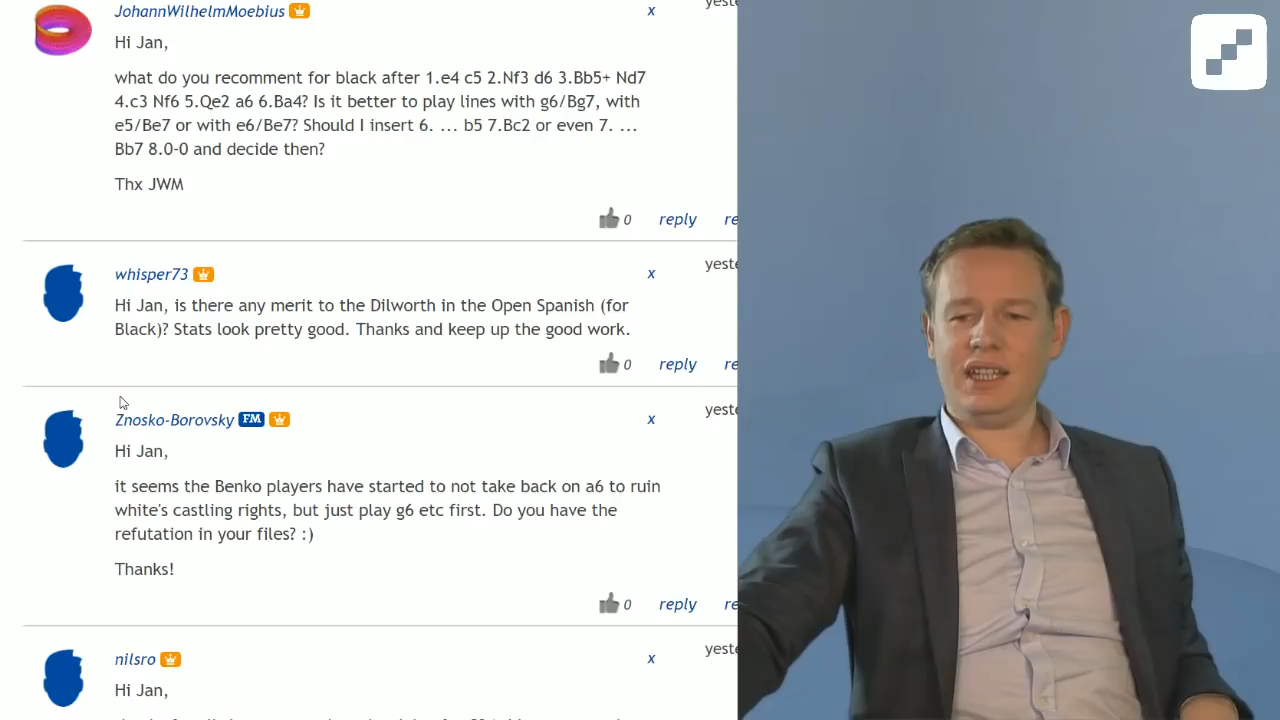 JohannWilhelmMoebius
x
Hi Jan,
what do you recomment for black after 1.e4 c5 2.Nf3 d6 3.Bb5+ Nd7
4.c3 Nf6 5.Qe2 a6 6.Ba4? Is it better to play lines with g6/Bg7, with
e5/Be7 or with e6/Be7? Should I insert 6. ... b5 7.Bc2 or even 7. ...
Bb7 8.0-0 and decide then?
Thx JWM
0 reply re
whisper73
x yeste
Hi Jan, is there any merit to the Dilworth in the Open Spanish (for
Black)? Stats look pretty good. Thanks and keep up the good work.
0 reply re
Znosko-Borovsky FM
x yeste
Hi Jan,
it seems the Benko players have started to not take back on a6 to ruin
white's castling rights, but just play g6 etc first. Do you have the
refutation in your files? :)
Thanks!
0 reply re
nilsro
x yeste
Hi Jan,